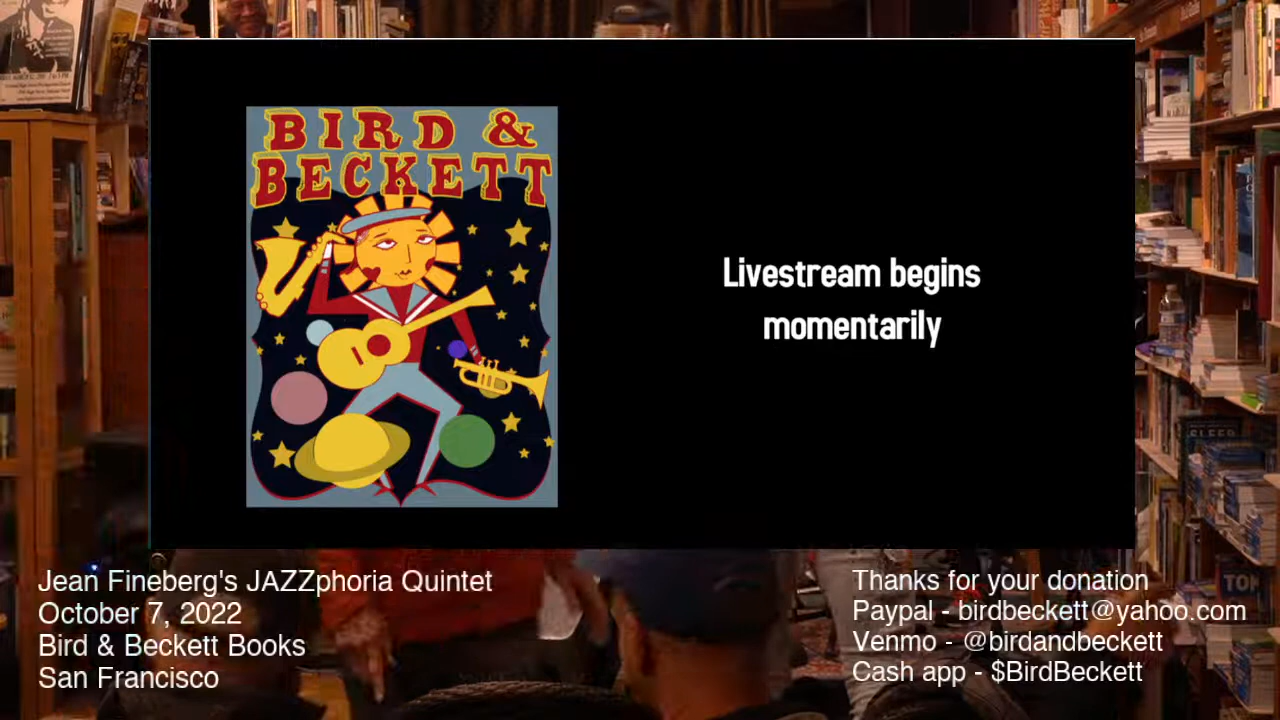 BIRD &
BECKETT
Livestream begins
momentarily
SLEEP
Jean Fineberg's JAZZphoria Quintet
October 7, 2022
Bird & Beckett Books
San Francisco
Thanks for your donation
Paypal - birdbeckett@yahoo.com
Venmo - @birdandbeckett
Cash app - $BirdBeckett